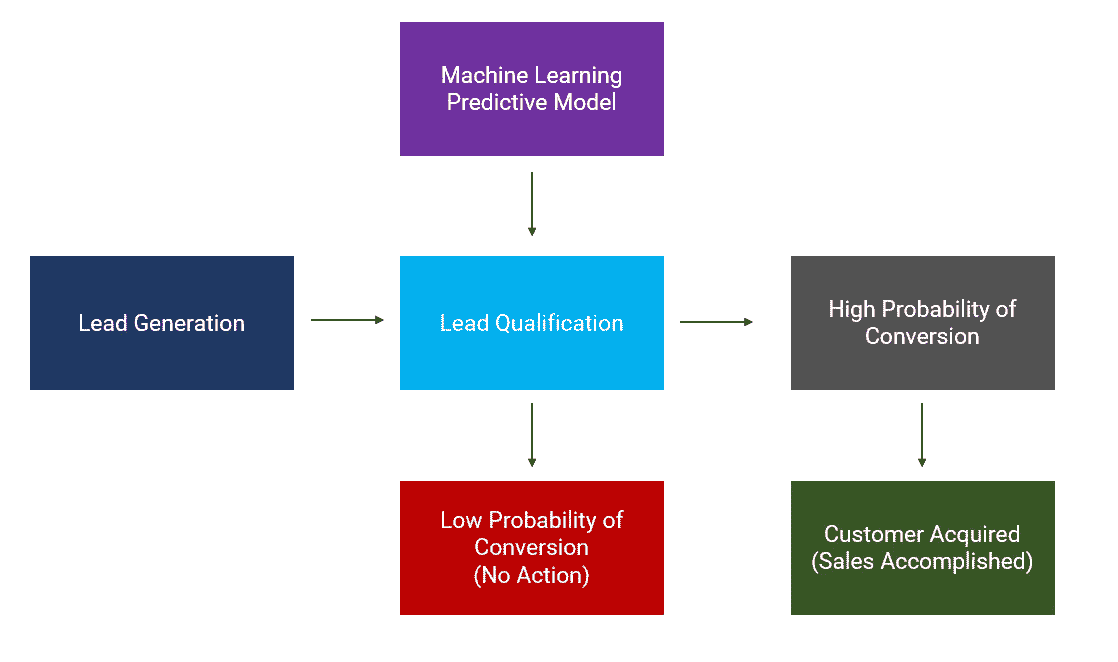 Machine Learning
Predictive Model
Lead Generation
Lead Qualification
High Probability of
Conversion
Low Probability of
Conversion
(No Action)
Customer Acquired
(Sales Accomplished)